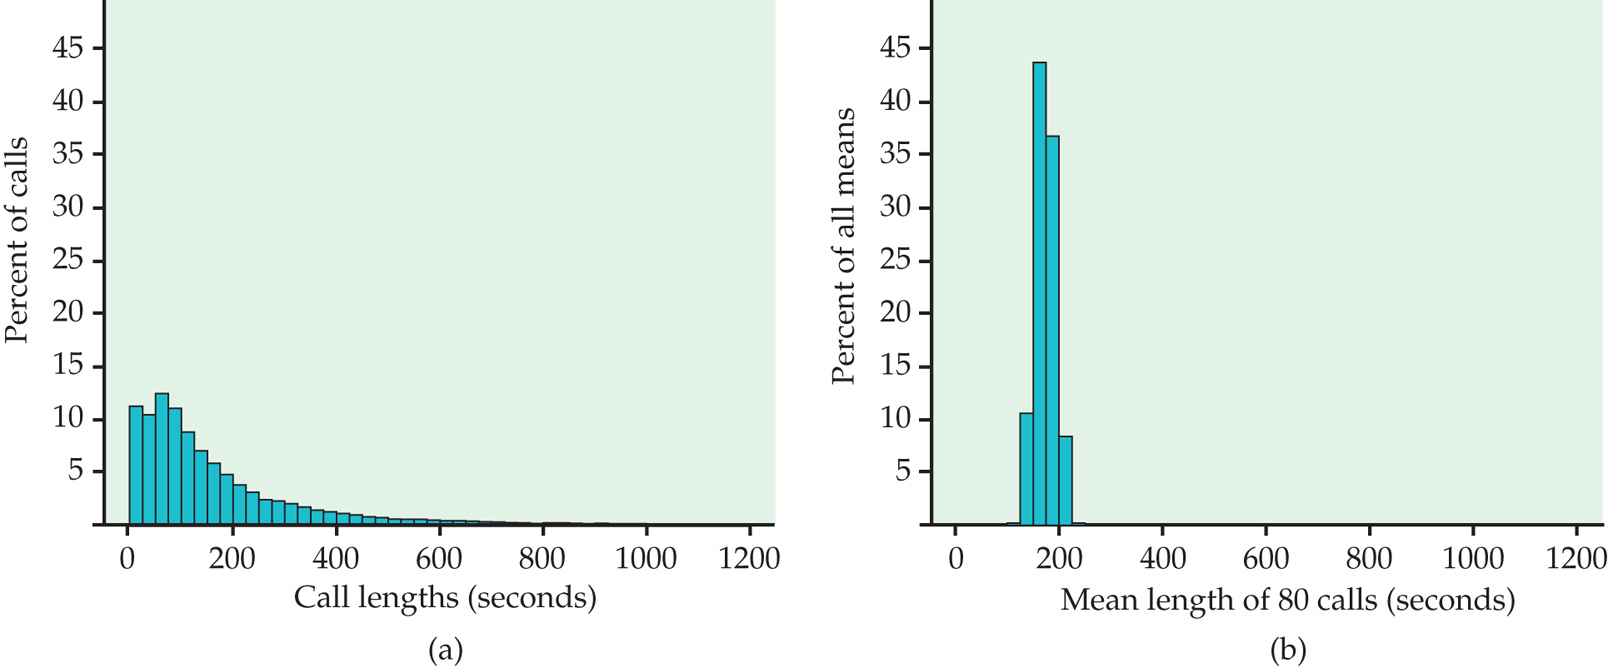 Percent of calls
45
40
35
30
25
20
15
10
5
0 200 400 600 800 1000 1200
Call lengths (seconds)
(a)
Percent of all means
45
40
35
30
25
20
15
10
5
0 200 400 600 800 1000 1200
Mean length of 80 calls (seconds)
(b)